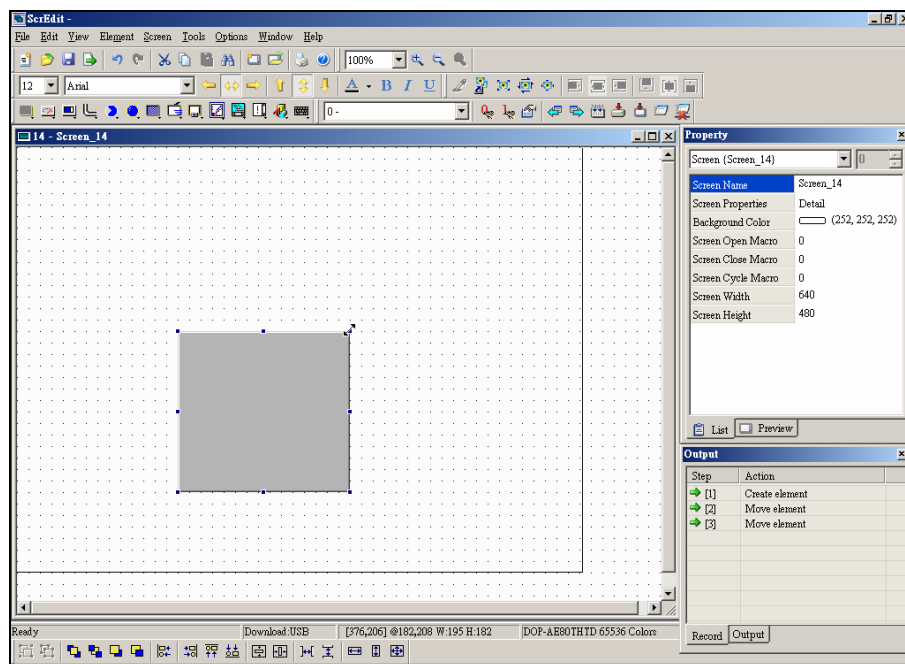 ScrEdit -
File Edit View Element Screen Tools Options Window Help
100%
12 Arial A B I U
0 -
14 - Screen_14
Property
Screen {Screen_14} 0
Screen Name Screen_14
Screen Properties Detail
Background Color (252, 252, 252)
Screen Open Macro 0
Screen Close Macro 0
Screen Cycle Macro 0
Screen Width 640
Screen Height 480
List Preview
Output
Step Action
[1] Create element
[2] Move element
[3] Move element
Record Output
Ready Download:USB [376,206] @182,208 W:195 H:182 DOP-AE80THTD 65536 Colors